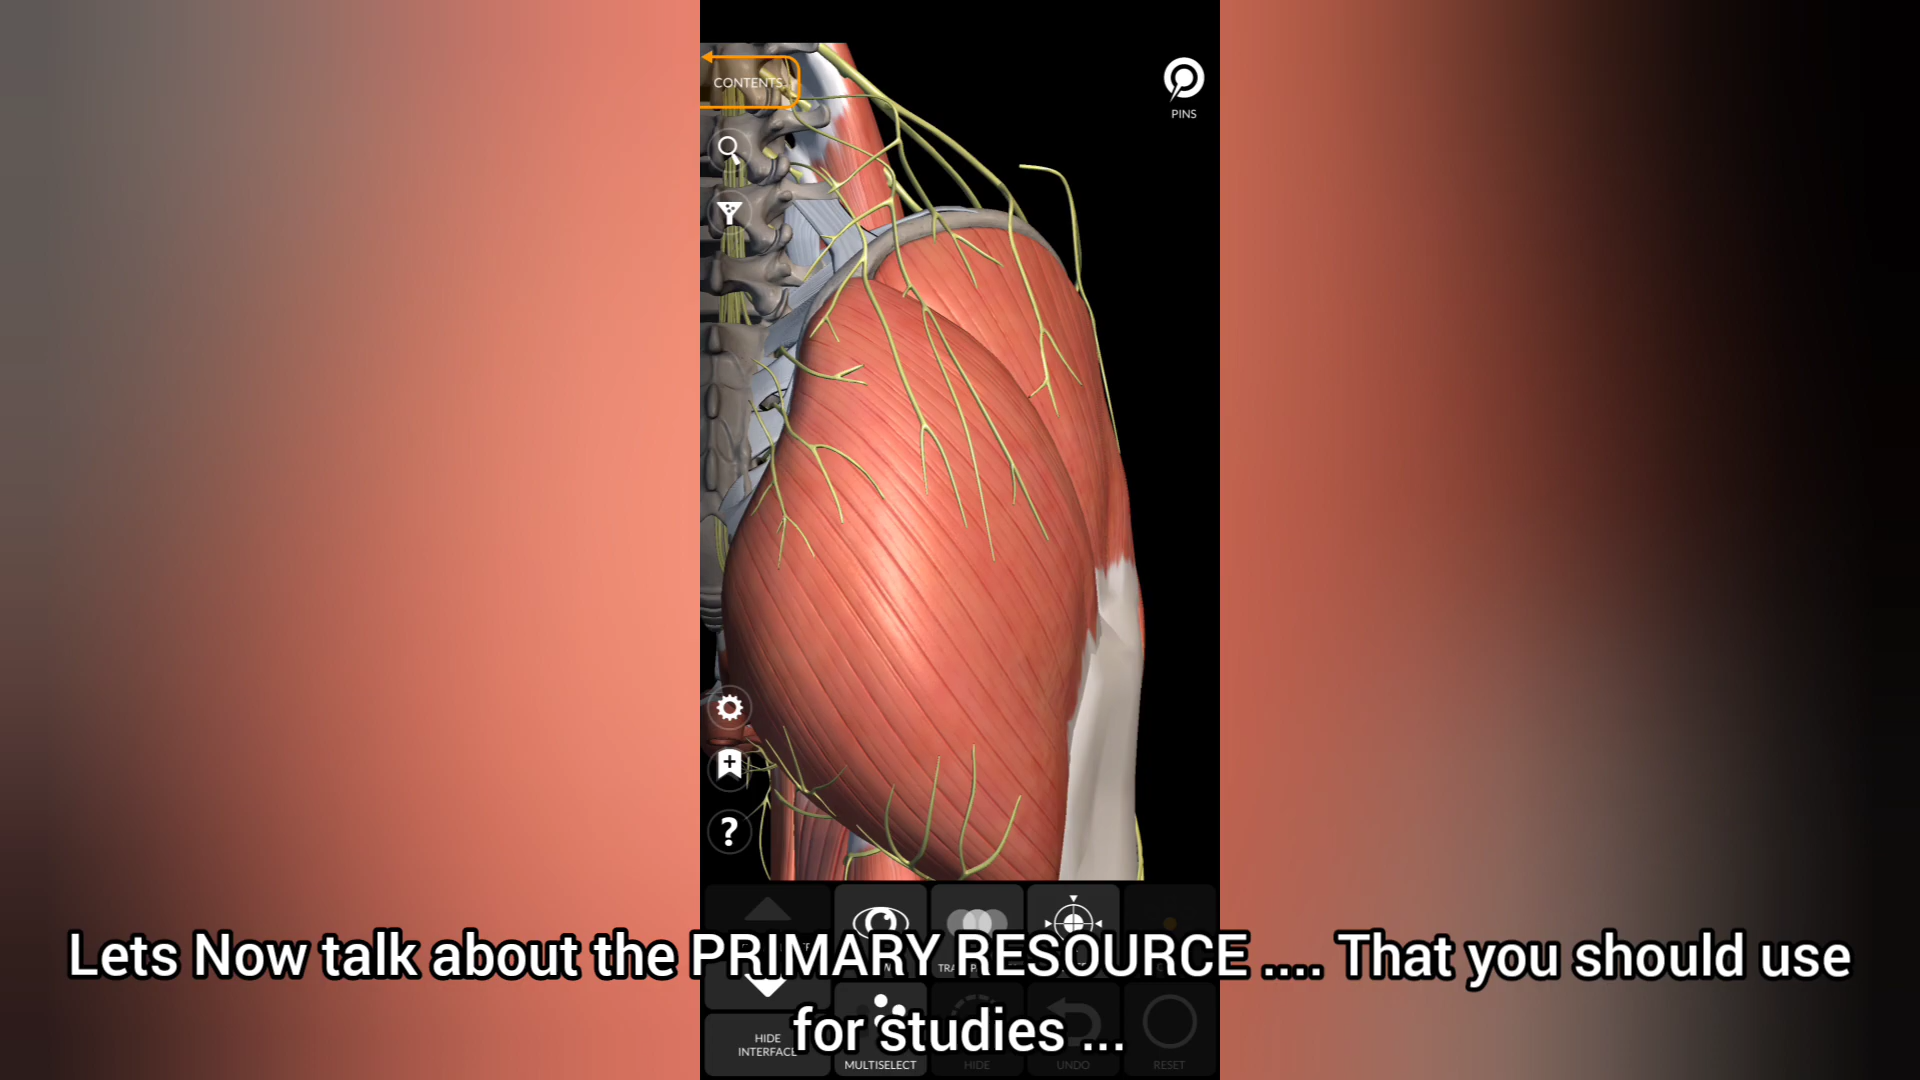 CONTENTS
PINS
Lets Now talk about the PRIMARY RESOURCE .... That you should use
for studies ...
HIDE
INTERFACE
MULTISELECT
HIDE
UNDO
RESET